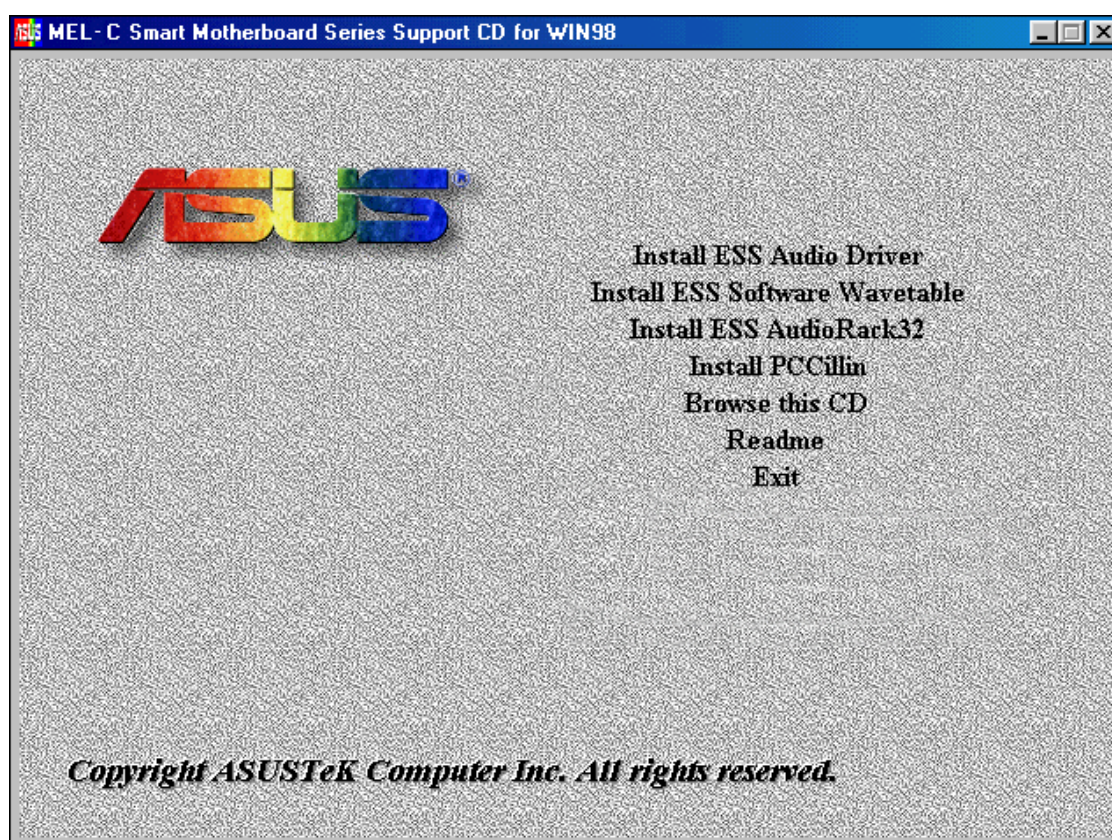 MEL-C Smart Motherboard Series Support CD for WIN98
ASUS®
Install ESS Audio Driver
Install ESS Software Wavetable
Install ESS AudioRack32
Install PCCillin
Browse this CD
Readme
Exit
Copyright ASUSTeK Computer Inc. All rights reserved.